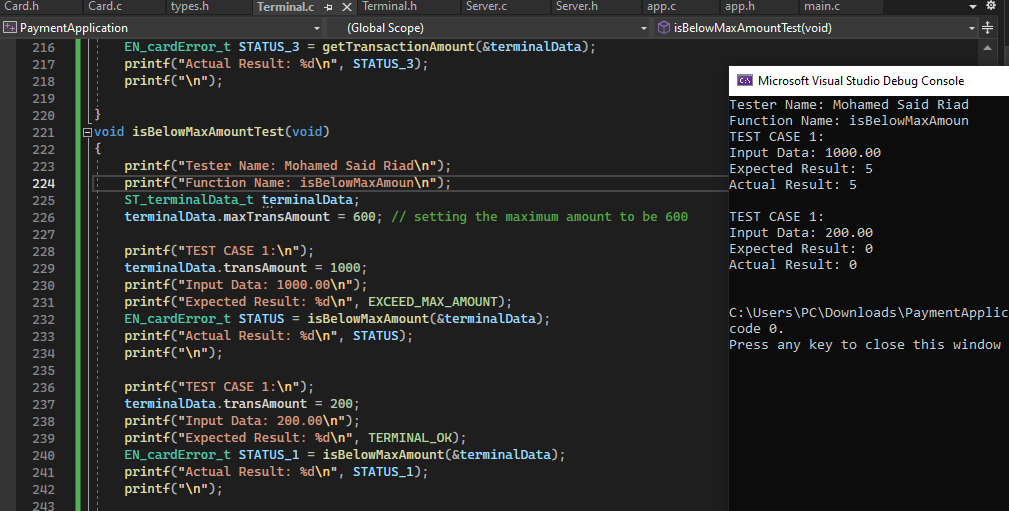 Card.h Card.c types.h Terminal.c Terminal.h Server.c Server.h app.c app.h main.c
PaymentApplication (Global Scope) isBelowMaxAmountTest(void)
216 EN_cardError_t STATUS_3 = getTransactionAmount(&terminalData);
217 printf("Actual Result: %d\n", STATUS_3);
218 printf("\n");
219
220 }
221 void isBelowMaxAmountTest(void)
222 {
223 printf("Tester Name: Mohamed Said Riad\n");
224 printf("Function Name: isBelowMaxAmoun\n");
225 ST_terminalData_t terminalData;
226 terminalData.maxTransAmount = 600; // setting the maximum amount to be 600
227
228 printf("TEST CASE 1:\n");
229 terminalData.transAmount = 1000;
230 printf("Input Data: 1000.00\n");
231 printf("Expected Result: %d\n", EXCEED_MAX_AMOUNT);
232 EN_cardError_t STATUS = isBelowMaxAmount(&terminalData);
233 printf("Actual Result: %d\n", STATUS);
234 printf("\n");
235
236 printf("TEST CASE 1:\n");
237 terminalData.transAmount = 200;
238 printf("Input Data: 200.00\n");
239 printf("Expected Result: %d\n", TERMINAL_OK);
240 EN_cardError_t STATUS_1 = isBelowMaxAmount(&terminalData);
241 printf("Actual Result: %d\n", STATUS_1);
242 printf("\n");
243
Microsoft Visual Studio Debug Console
Tester Name: Mohamed Said Riad
Function Name: isBelowMaxAmoun
TEST CASE 1:
Input Data: 1000.00
Expected Result: 5
Actual Result: 5
TEST CASE 1:
Input Data: 200.00
Expected Result: 0
Actual Result: 0
C:\Users\PC\Downloads\PaymentApplic
code 0.
Press any key to close this window